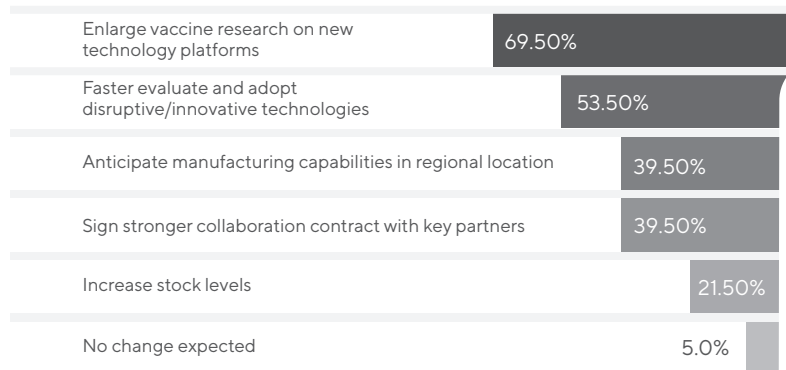 Enlarge vaccine research on new
technology platforms
69.50%
Faster evaluate and adopt
disruptive/innovative technologies
53.50%
Anticipate manufacturing capabilities in regional location
39.50%
Sign stronger collaboration contract with key partners
39.50%
Increase stock levels
21.50%
No change expected
5.0%